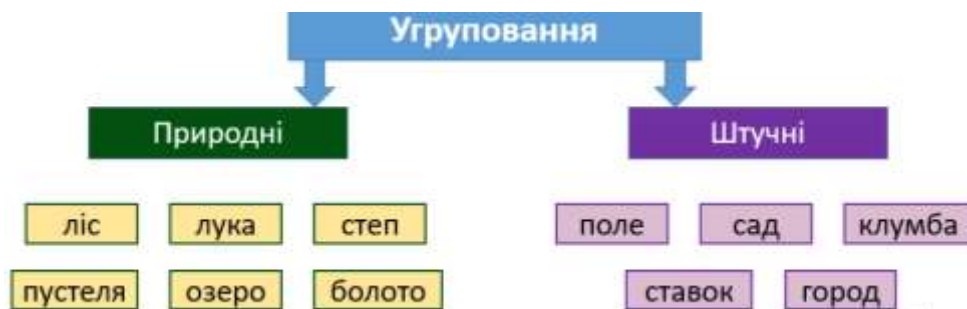 Угруповання
Природні
Штучні
ліс лука степ
поле сад клумба
пустеля озеро болото
ставок город